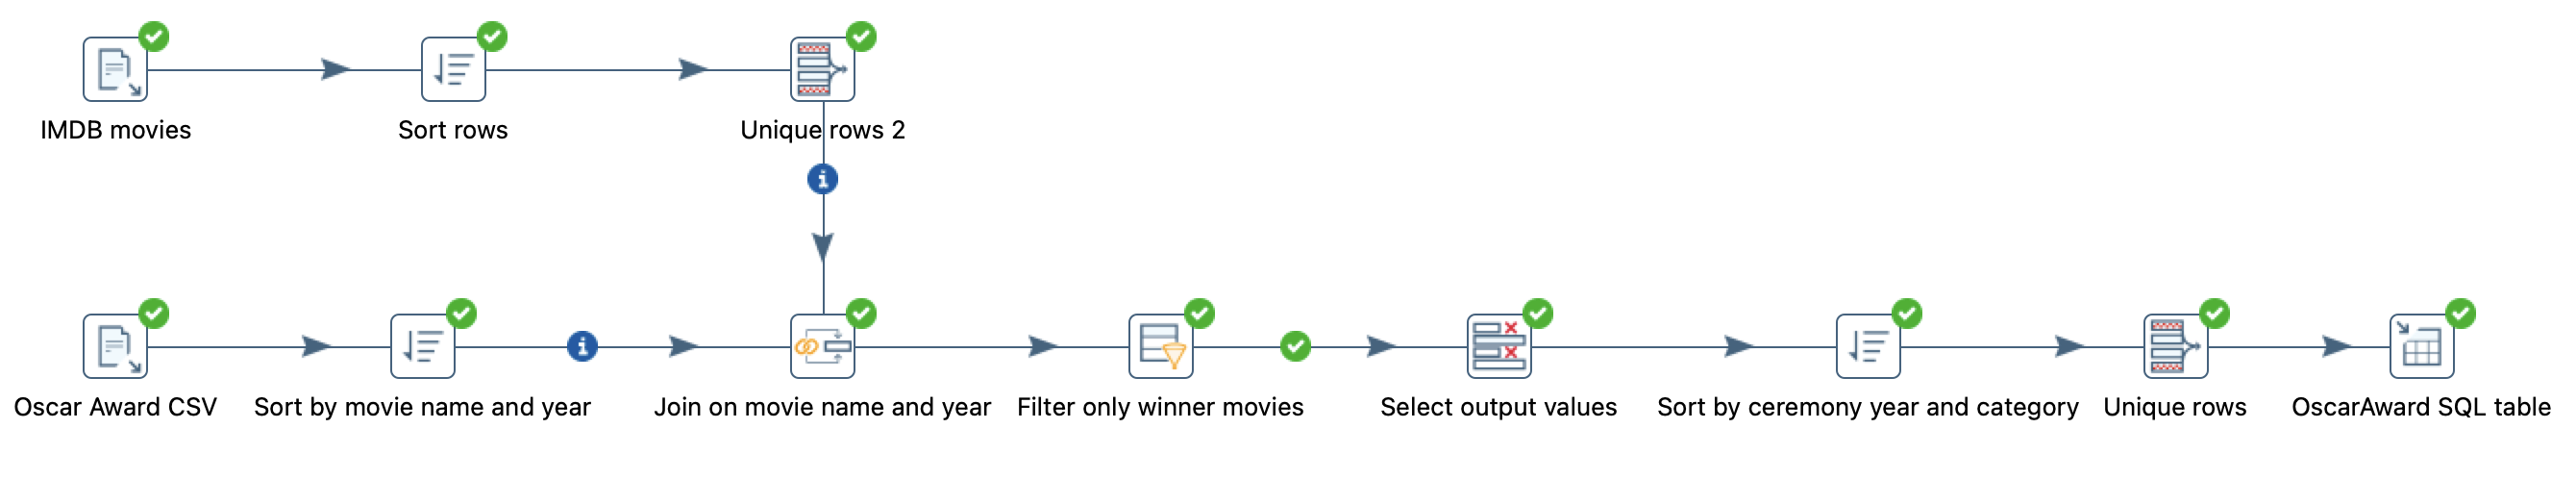 IMDB movies
Sort rows
Unique rows 2
Oscar Award CSV
Sort by movie name and year
Join on movie name and year
Filter only winner movies
Select output values
Sort by ceremony year and category
Unique rows
OscarAward SQL table